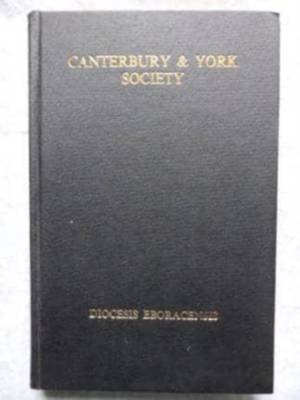 CANTERBURY & YORK
SOCIETY
DIOCESIS EBORACENSIS